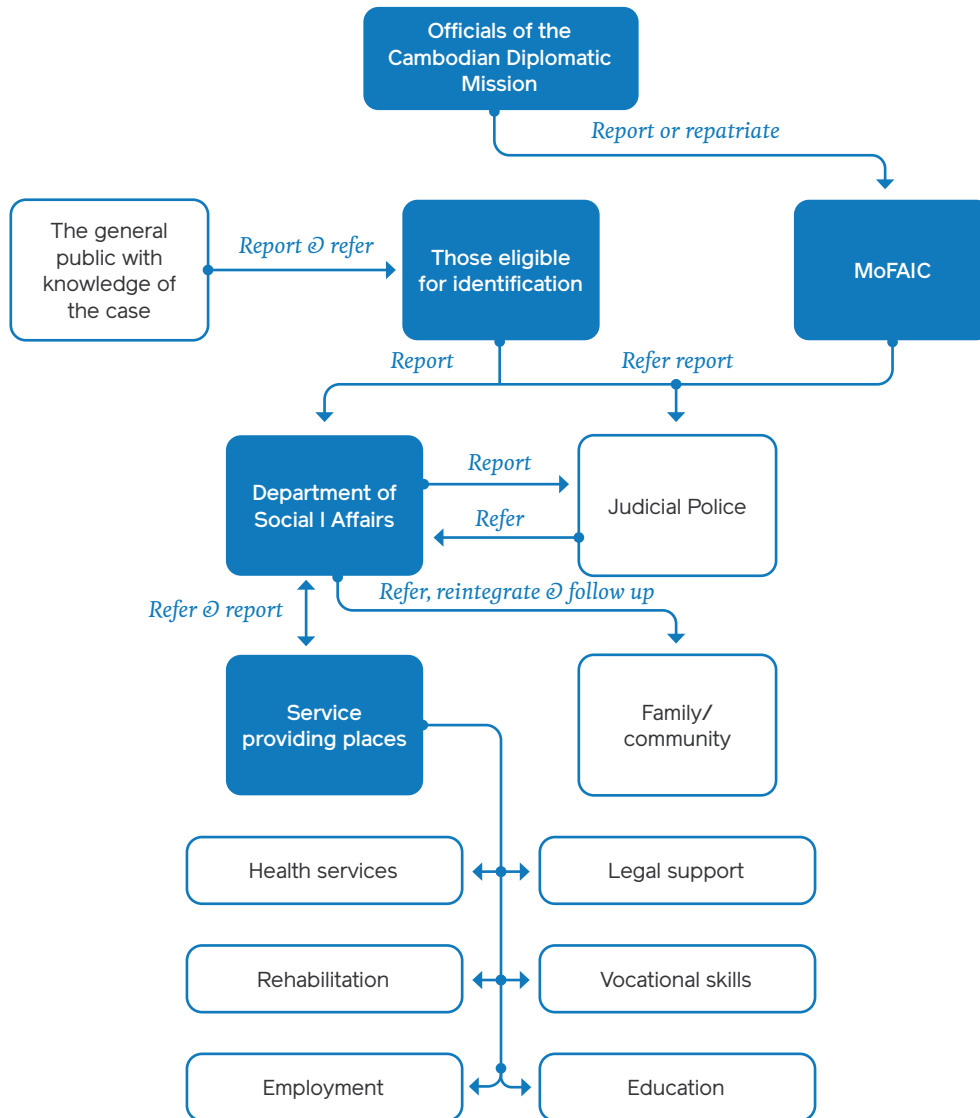 Officials of the
Cambodian Diplomatic
Mission
Report or repatriate
The general
public with
knowledge of
the case
Report & refer
Those eligible
for identification
MoFAIC
Report
Refer report
Department of
Social I Affairs
Report
Refer
Judicial Police
Refer & report
Refer, reintegrate & follow up
Service
providing places
Family/
community
Health services
Legal support
Rehabilitation
Vocational skills
Employment
Education